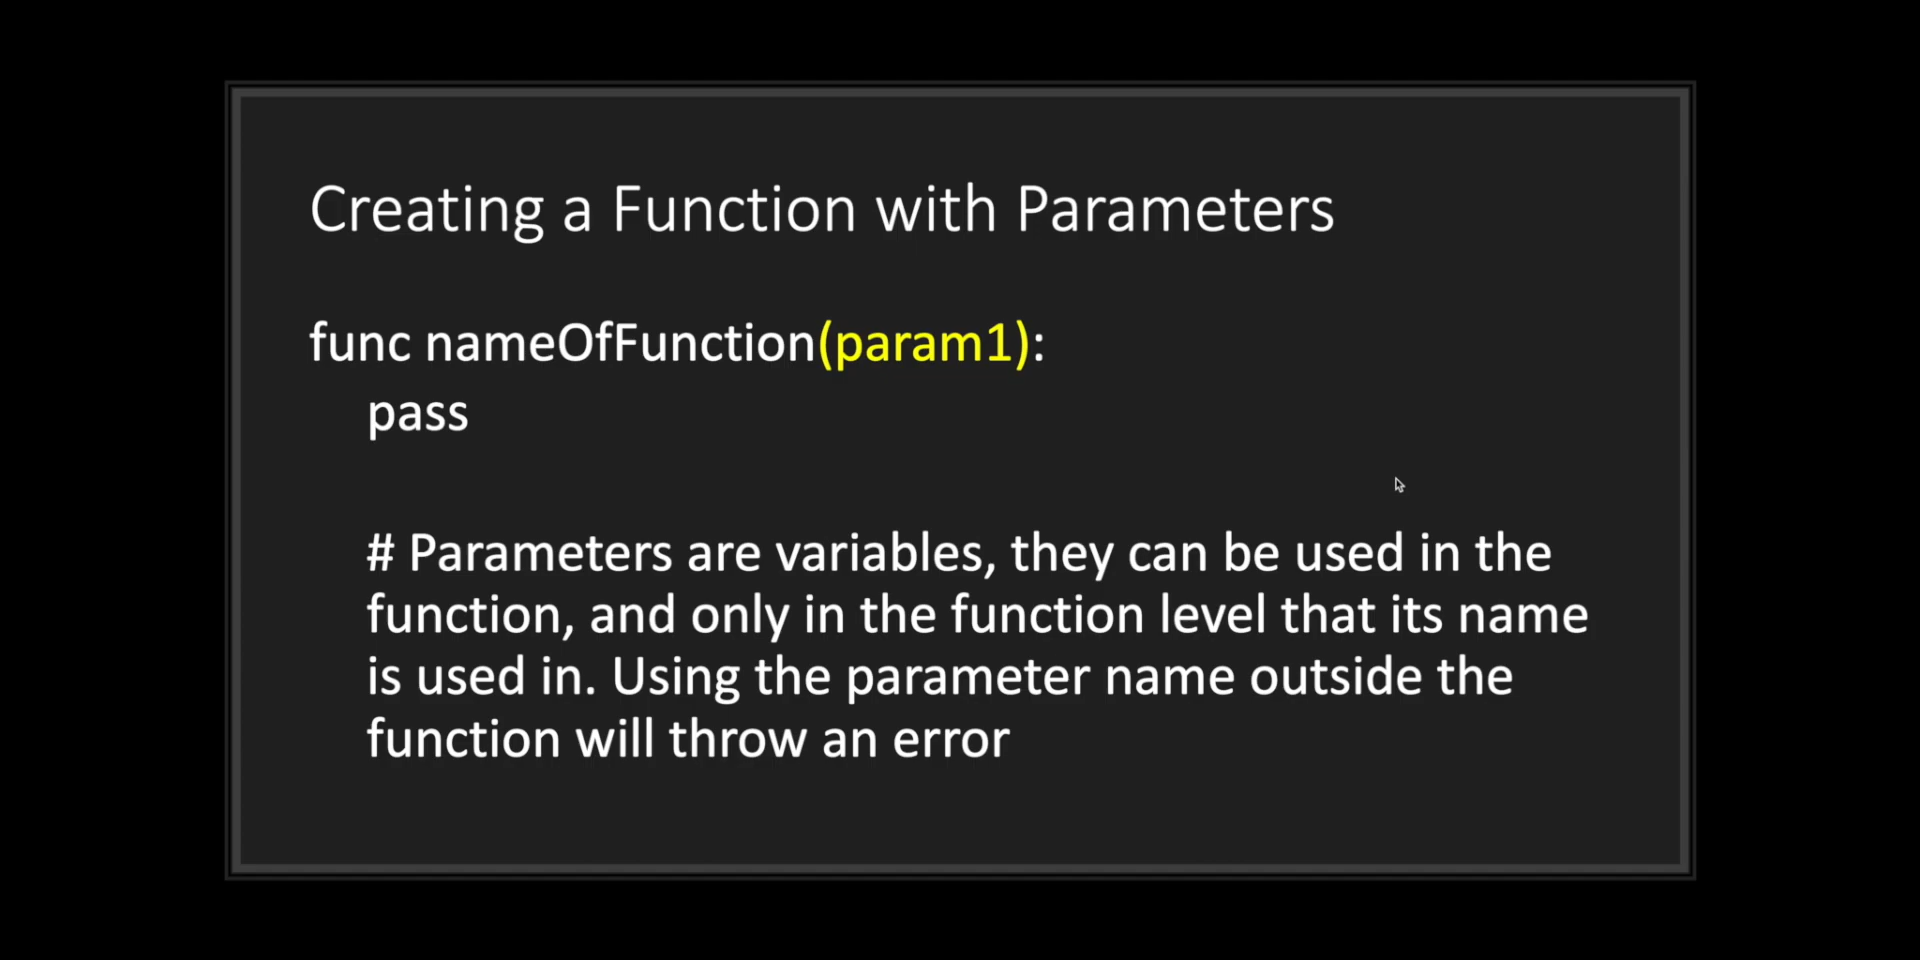 Creating a Function with Parameters
func nameOfFunction(param1):
pass
# Parameters are variables, they can be used in the
function, and only in the function level that its name
is used in. Using the parameter name outside the
function will throw an error